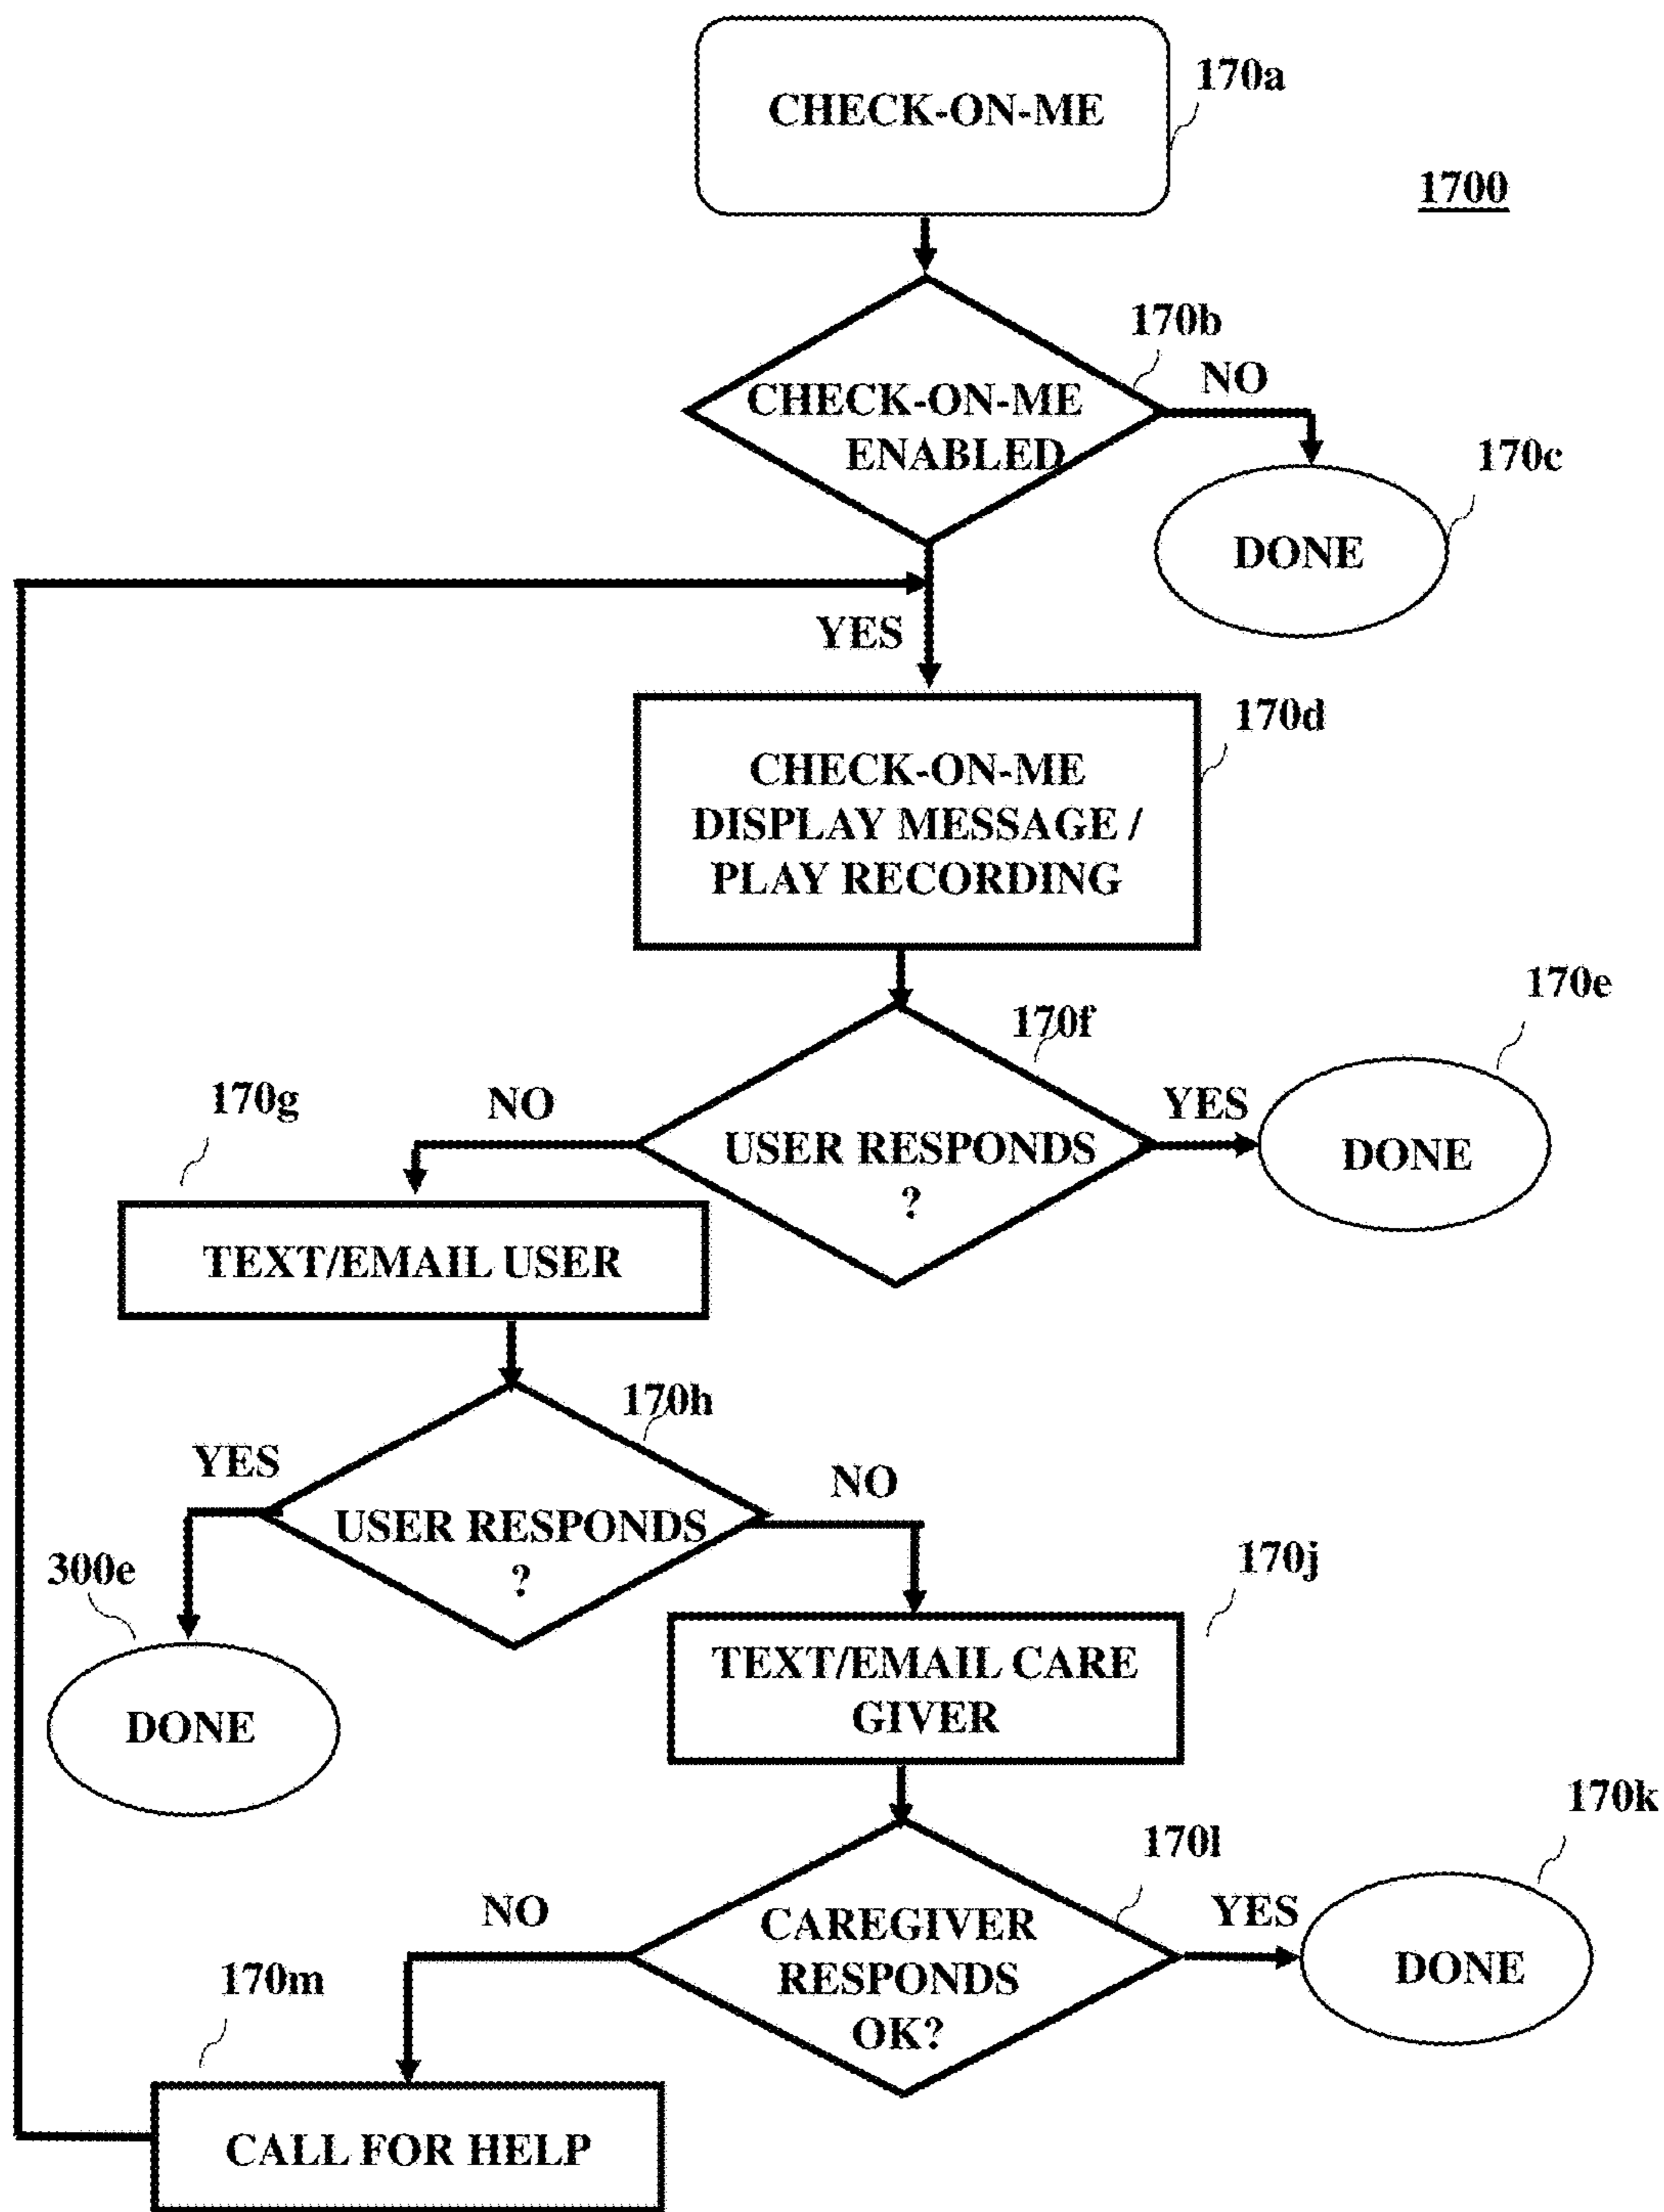 CHECK-ON-ME
170a
1700
170b
CHECK-ON-ME
ENABLED
NO
170c
DONE
YES
170d
CHECK-ON-ME
DISPLAY MESSAGE /
PLAY RECORDING
170e
170f
170g
NO
YES
USER RESPONDS
?
DONE
TEXT/EMAIL USER
170h
YES
NO
USER RESPONDS
?
300e
170j
DONE
TEXT/EMAIL CARE
GIVER
170k
170l
NO
YES
CAREGIVER
RESPONDS
OK?
DONE
170m
CALL FOR HELP